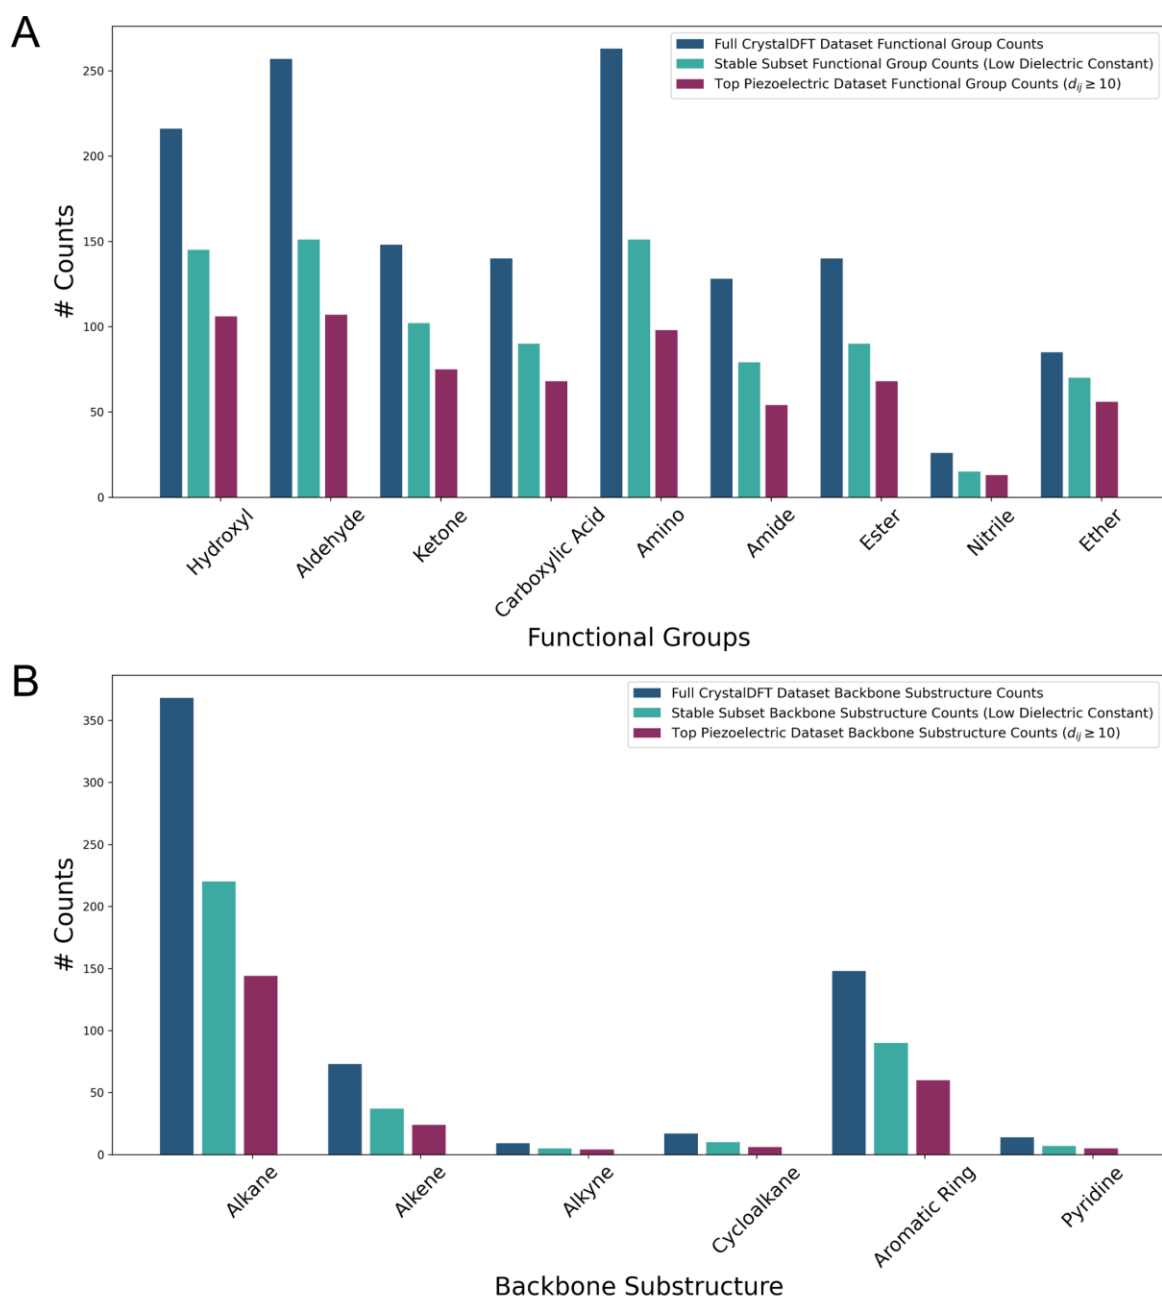 A
Full CrystalDFT Dataset Functional Group Counts
Stable Subset Functional Group Counts (Low Dielectric Constant)
Top Piezoelectric Dataset Functional Group Counts (d_ij ≥ 10)
# Counts
250
200
150
100
50
0
Hydroxyl
Aldehyde
Ketone
Carboxylic Acid
Amino
Amide
Ester
Nitrile
Ether
Functional Groups
B
Full CrystalDFT Dataset Backbone Substructure Counts
Stable Subset Backbone Substructure Counts (Low Dielectric Constant)
Top Piezoelectric Dataset Backbone Substructure Counts (d_ij ≥ 10)
# Counts
350
300
250
200
150
100
50
0
Alkane
Alkene
Alkyne
Cycloalkane
Aromatic Ring
Pyridine
Backbone Substructure